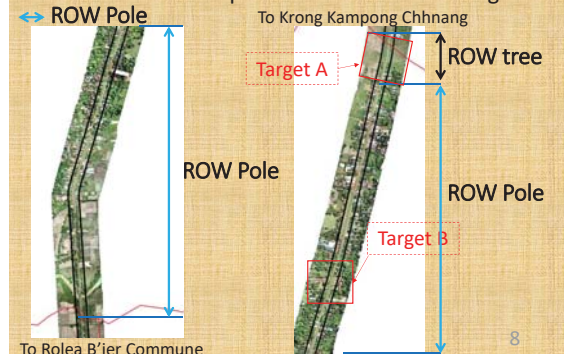 ROW Pole
To Krong Kampong Chhnang
ROW tree
Target A
ROW Pole
ROW Pole
Target B
To Rolea B'ier Commune
8